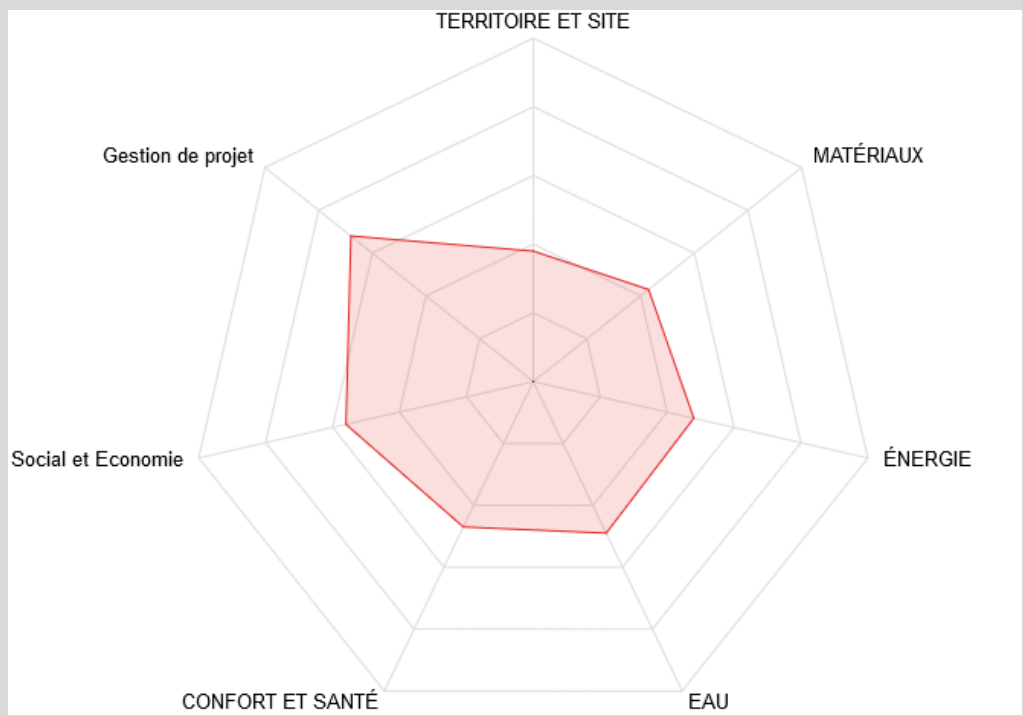 TERRITOIRE ET SITE
Gestion de projet
MATÉRIAUX
Social et Economie
ÉNERGIE
CONFORT ET SANTÉ
EAU